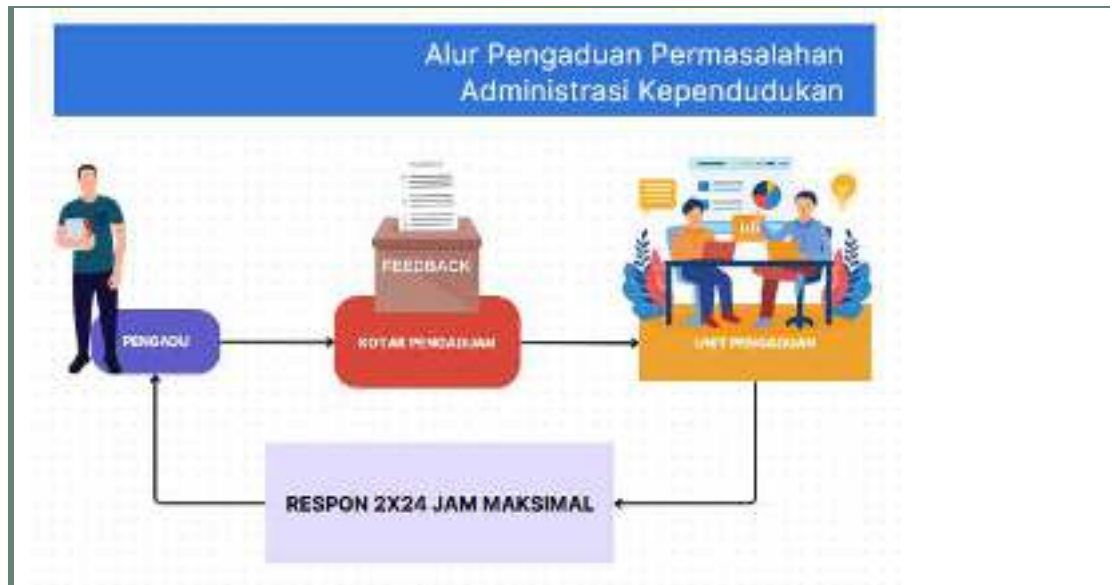 Alur Pengaduan Permasalahan
Administrasi Kependudukan
FEEDBACK
PENGADU
KOTAK PENGADUAN
UNIT PENGADUAN
RESPON 2X24 JAM MAKSIMAL